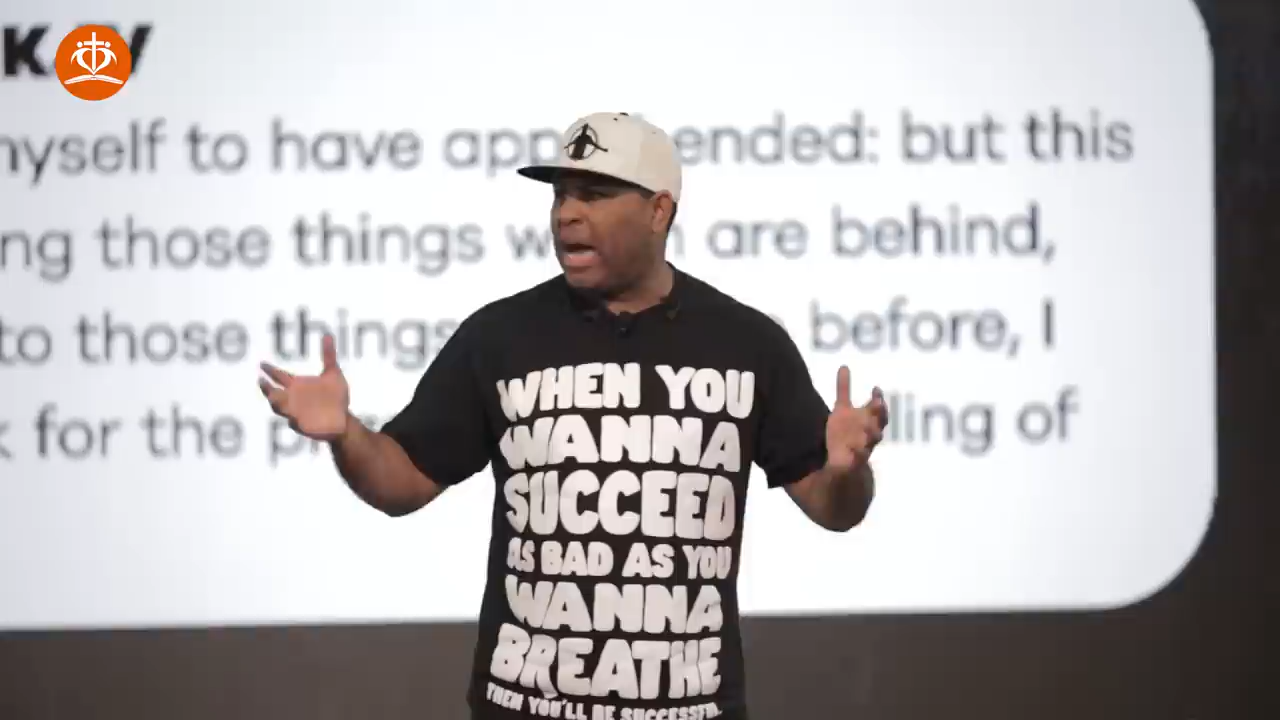 myself to have app ended: but this
ng those things w are behind,
to those things before, I
k for the p lling of
WHEN YOU
WANNA
SUCCEED
AS BAD AS YOU
WANNA
BREATHE
THEN YOU'LL BE SUCCESSFUL